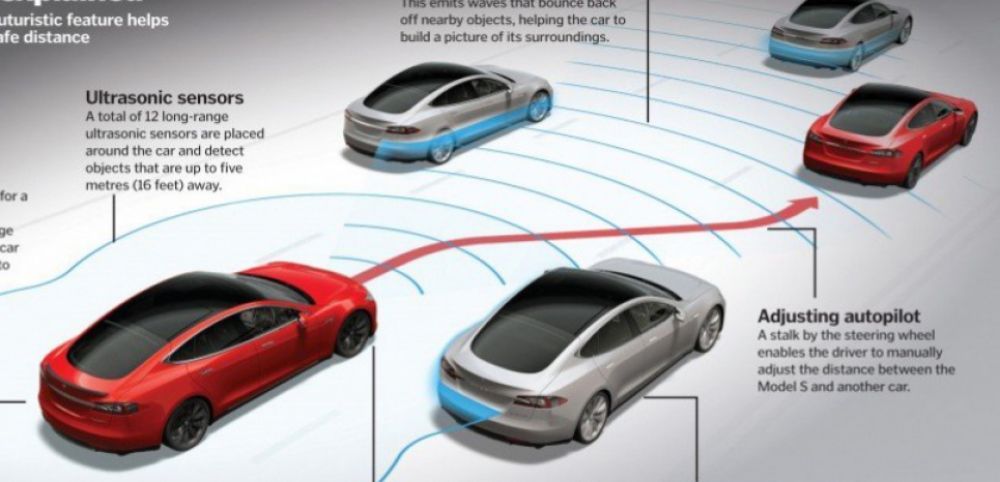 uturistic feature helps
afe distance
This emits waves that bounce back
off nearby objects, helping the car to
build a picture of its surroundings.
Ultrasonic sensors
A total of 12 long-range
ultrasonic sensors are placed
around the car and detect
objects that are up to five
metres (16 feet) away.
for a
ge
car
to
Adjusting autopilot
A stalk by the steering wheel
enables the driver to manually
adjust the distance between the
Model S and another car.